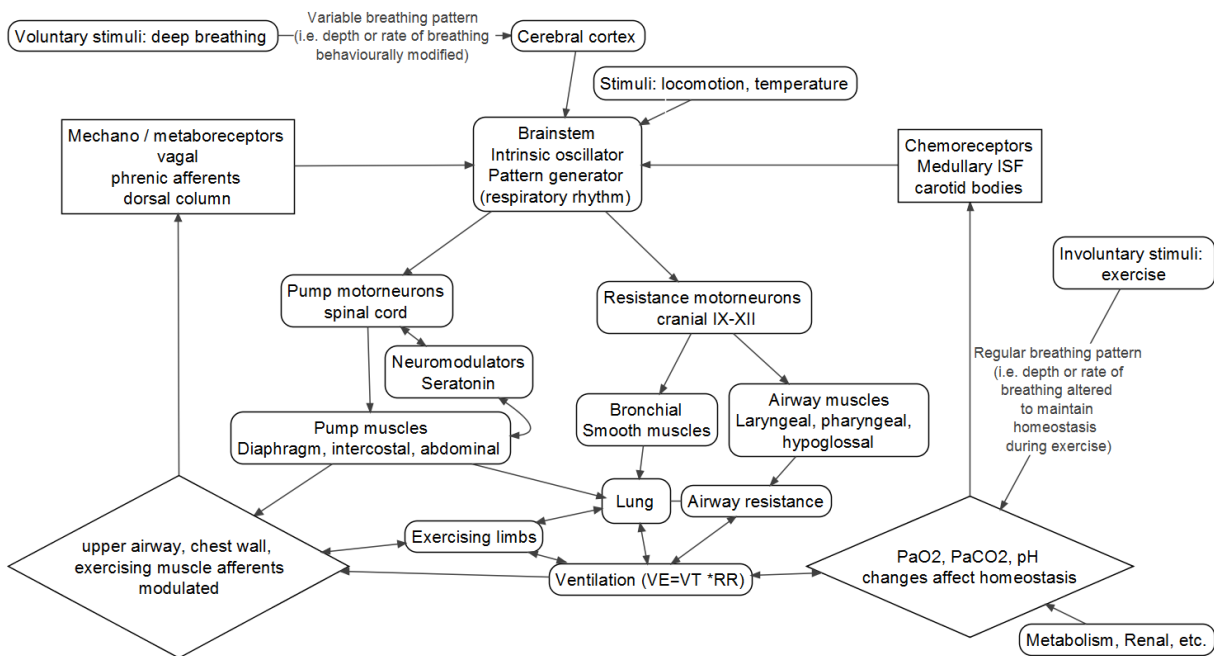 Voluntary stimuli: deep breathing
Variable breathing pattern
(i.e. depth or rate of breathing
behaviourally modified)
Cerebral cortex
Stimuli: locomotion, temperature
Mechano / metaboreceptors
vagal
phrenic afferents
dorsal column
Brainstem
Intrinsic oscillator
Pattern generator
(respiratory rhythm)
Chemoreceptors
Medullary ISF
carotid bodies
Involuntary stimuli:
exercise
Pump motorneurons
spinal cord
Resistance motorneurons
cranial IX-XII
Neuromodulators
Seratonin
Regular breathing pattern
(i.e. depth or rate of
breathing altered
to maintain
homeostasis
during exercise)
Pump muscles
Diaphragm, intercostal, abdominal
Bronchial
Smooth muscles
Airway muscles
Laryngeal, pharyngeal,
hypoglossal
Lung
Airway resistance
Exercising limbs
upper airway, chest wall,
exercising muscle afferents
modulated
Ventilation (VE=VT *RR)
PaO2, PaCO2, pH
changes affect homeostasis
Metabolism, Renal, etc.